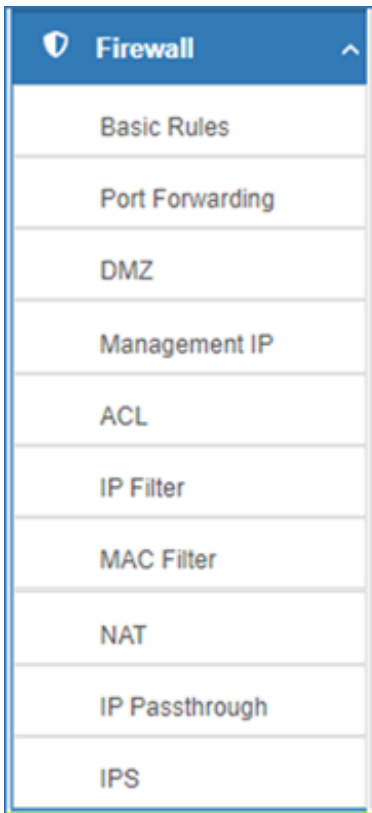 Firewall
Basic Rules
Port Forwarding
DMZ
Management IP
ACL
IP Filter
MAC Filter
NAT
IP Passthrough
IPS